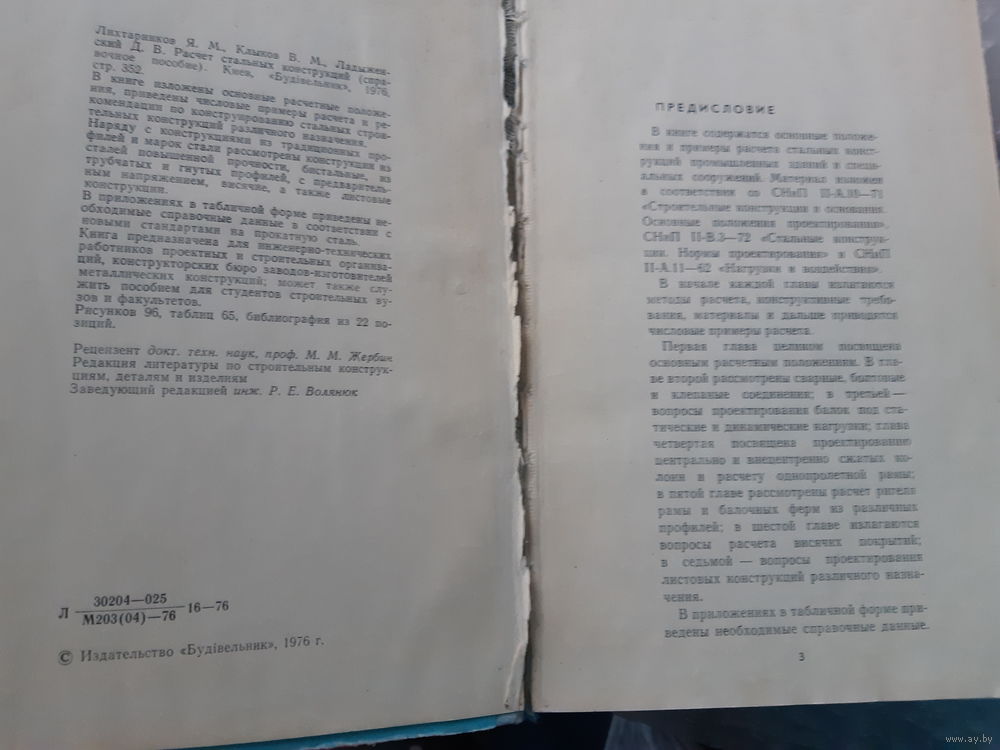 Лихтарников Я. М., Клыков В. М., Ладыжен-
ский Д. В. Расчет стальных конструкций (спра-
вочное пособие). Киев, «Будівельник», 1976,
стр. 352.
В книге изложены основные расчетные положе-
ния, приведены числовые примеры расчета и ре-
комендации по конструированию стальных строи-
тельных конструкций различного назначения.
Наряду с конструкциями из традиционных про-
филей и марок стали рассмотрены конструкции из
сталей повышенной прочности, бистальные, из
трубчатых и гнутых профилей, с предваритель-
ным напряжением, висячие, а также листовые
конструкции.
В приложениях в табличной форме приведены не-
обходимые справочные данные в соответствии с
новыми стандартами на прокатную сталь.
Книга предназначена для инженерно-технических
работников проектных и строительных организа-
ций, конструкторских бюро заводов-изготовителей
металлических конструкций; может также слу-
жить пособием для студентов строительных ву-
зов и факультетов.
Рисунков 96, таблиц 65, библиография из 22 по-
зиций.
Рецензент докт. техн. наук, проф. М. М. Жербин
Редакция литературы по строительным конструк-
циям, деталям и изделиям
Заведующий редакцией инж. Р. Е. Волянюк
Л 30204—025 16—76
М203(04)—76
© Издательство «Будівельник», 1976 г.
ПРЕДИСЛОВИЕ
В книге содержатся основные положе-
ния и примеры расчета стальных конст-
рукций промышленных зданий и специ-
альных сооружений. Материал изложен
в соответствии со СНиП II-А.10—71
«Строительные конструкции и основания.
Основные положения проектирования»,
СНиП II-В.3—72 «Стальные конструк-
ции. Нормы проектирования» и СНиП
II-А.11—62 «Нагрузки и воздействия».
В начале каждой главы излагаются
методы расчета, конструктивные требо-
вания, материалы и дальше приводятся
числовые примеры расчета.
Первая глава целиком посвящена
основным расчетным положениям. В гла-
ве второй рассмотрены сварные, болтовые
и клепаные соединения; в третьей —
вопросы проектирования балок под ста-
тические и динамические нагрузки; глава
четвертая посвящена проектированию
центрально и внецентренно сжатых ко-
лонн и расчету однопролетной рамы;
в пятой главе рассмотрены расчет ригеля
рамы и балочных ферм из различных
профилей; в шестой главе излагаются
вопросы расчета висячих покрытий;
в седьмой — вопросы проектирования
листовых конструкций различного назна-
чения.
В приложениях в табличной форме при-
ведены необходимые справочные данные.
3
www.ay.by